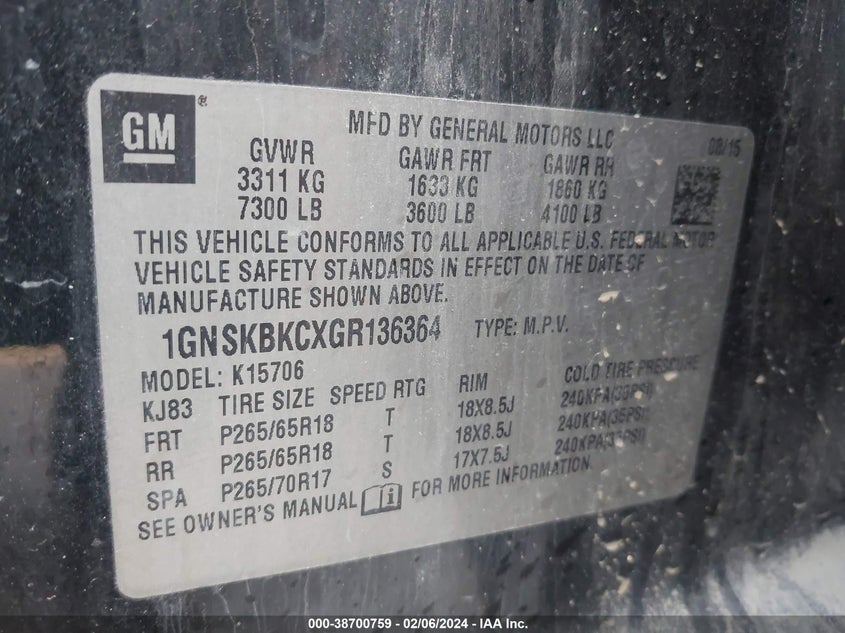 GM®
MFD BY GENERAL MOTORS LLC 08/15
GVWR GAWR FRT GAWR RR
3311 KG 1633 KG 1860 KG
7300 LB 3600 LB 4100 LB
THIS VEHICLE CONFORMS TO ALL APPLICABLE U.S. FEDERAL MOTOR
VEHICLE SAFETY STANDARDS IN EFFECT ON THE DATE OF
MANUFACTURE SHOWN ABOVE.
1GNSKBKCXGR136364 TYPE: M.P.V.
MODEL: K15706
KJ83 TIRE SIZE SPEED RTG RIM COLD TIRE PRESSURE
FRT P265/65R18 T 18X8.5J 240KPA(35PSI)
RR P265/65R18 T 18X8.5J 240KPA(35PSI)
SPA P265/70R17 S 17X7.5J 240KPA(35PSI)
SEE OWNER'S MANUAL i FOR MORE INFORMATION.
000-38700759 - 02/06/2024 - IAA Inc.